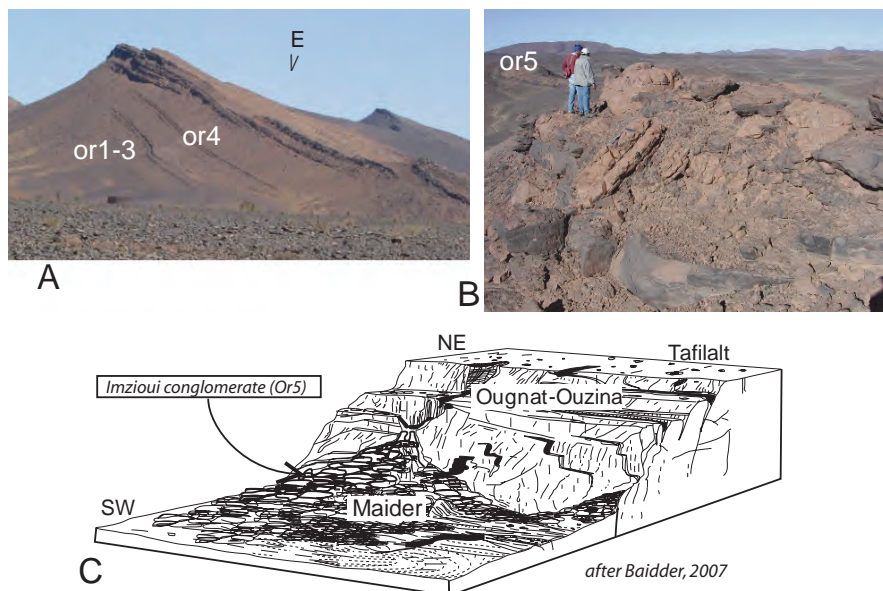 E
or1-3
or4
A
or5
B
NE
Tafilalt
Imzioui conglomerate (Or5)
Ougnat-Ouzina
SW
Maider
C
after Baidder, 2007